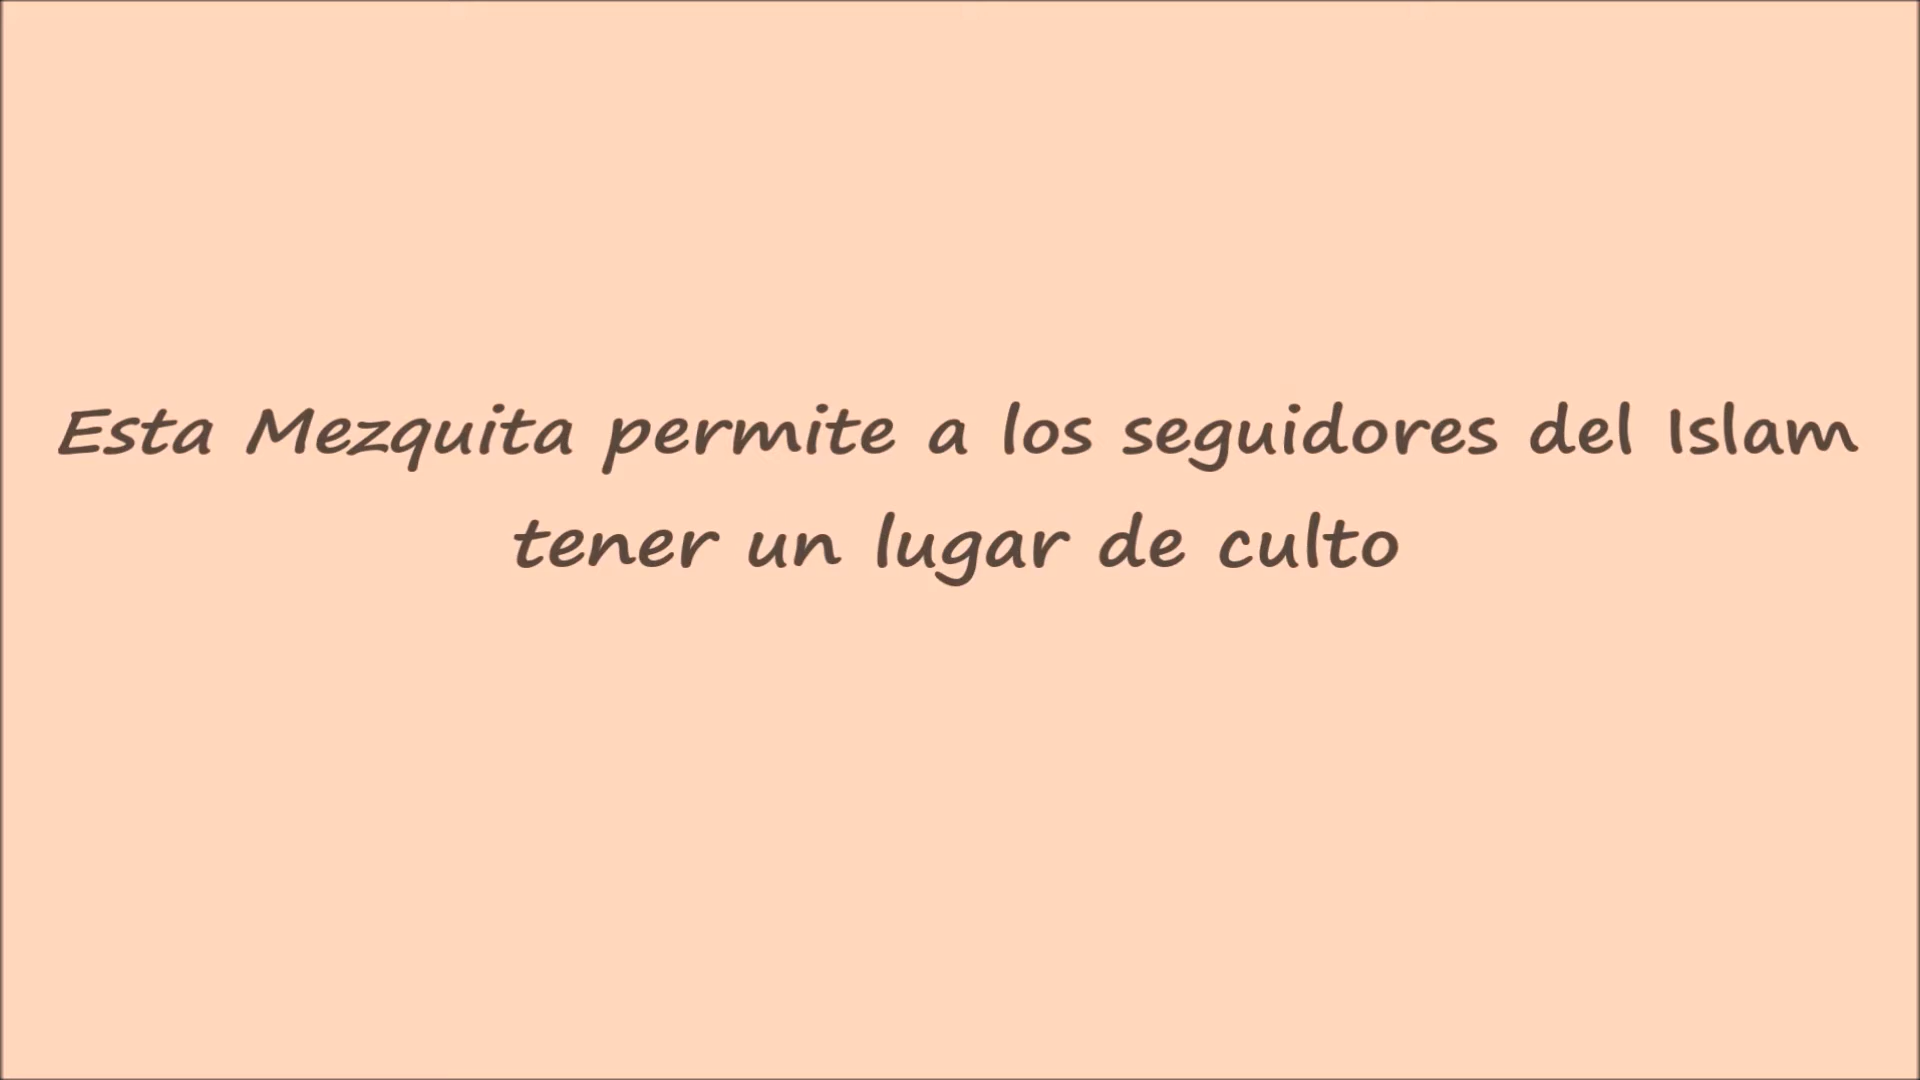 Esta Mezquita permite a los seguidores del Islam
tener un lugar de culto